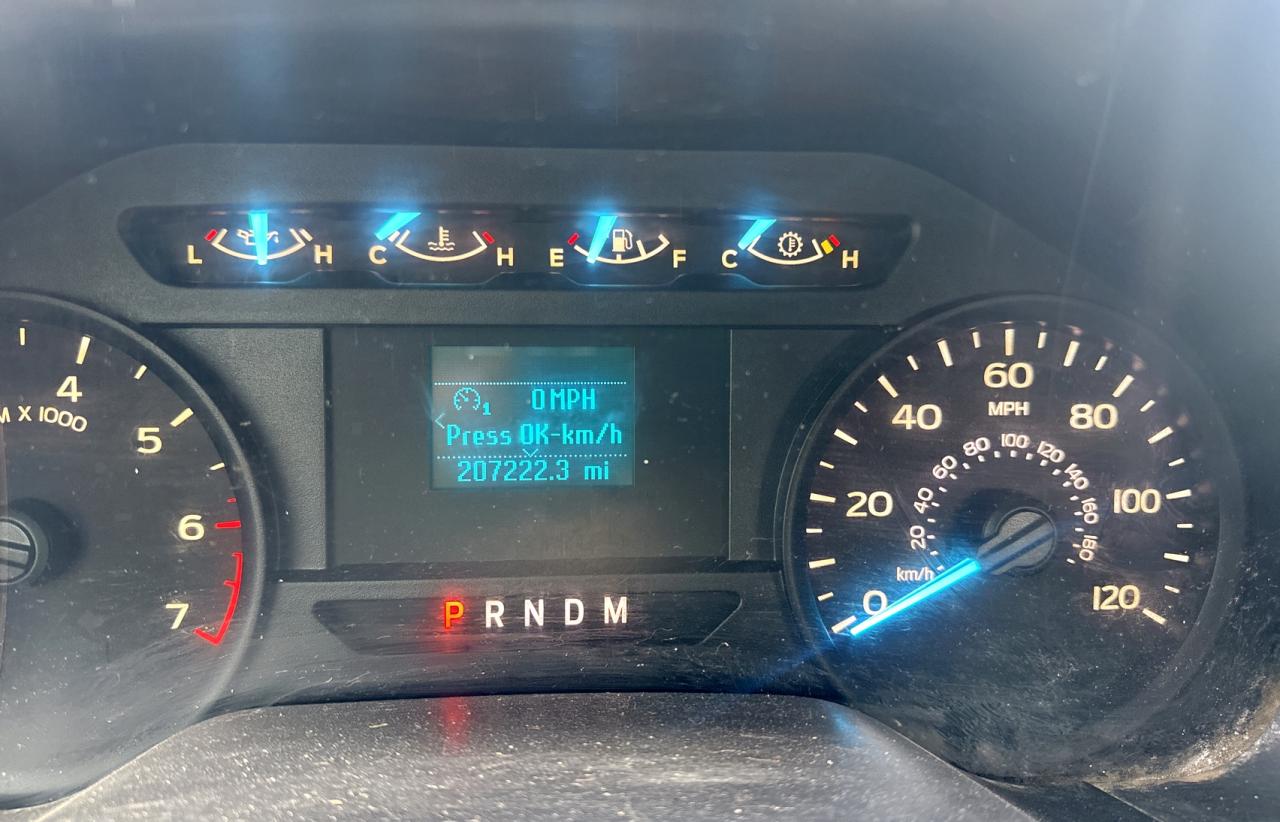 L H C H E F C H
4
M X 1000
5
6
7
1 0 MPH
Press OK-km/h
207222.3 mi
P R N D M
0 20 40 60 80 100 120
MPH
20 40 60 80 100 120 140 160 180
km/h